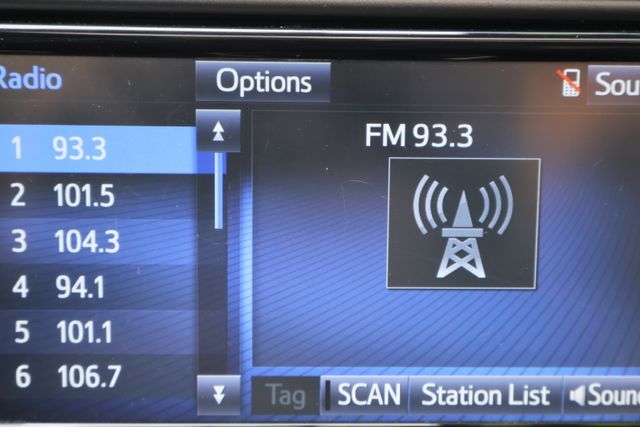 Radio
Options
Sou
1 93.3
2 101.5
3 104.3
4 94.1
5 101.1
6 106.7
FM 93.3
Tag
SCAN
Station List
Sound